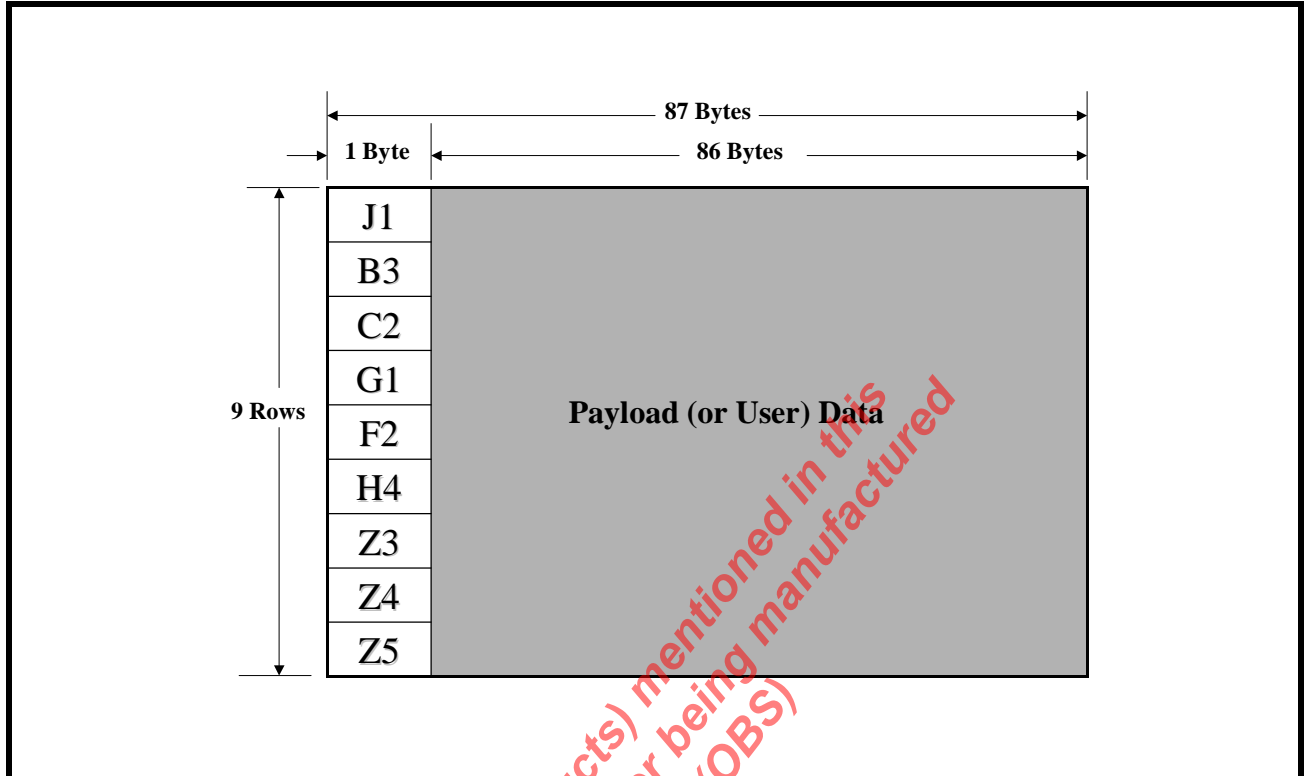 87 Bytes
1 Byte
86 Bytes
J1
B3
C2
G1
9 Rows
Payload (or User) Data
F2
H4
Z3
Z4
Z5
cts) mentioned in this
r being manufactured
(OBS)